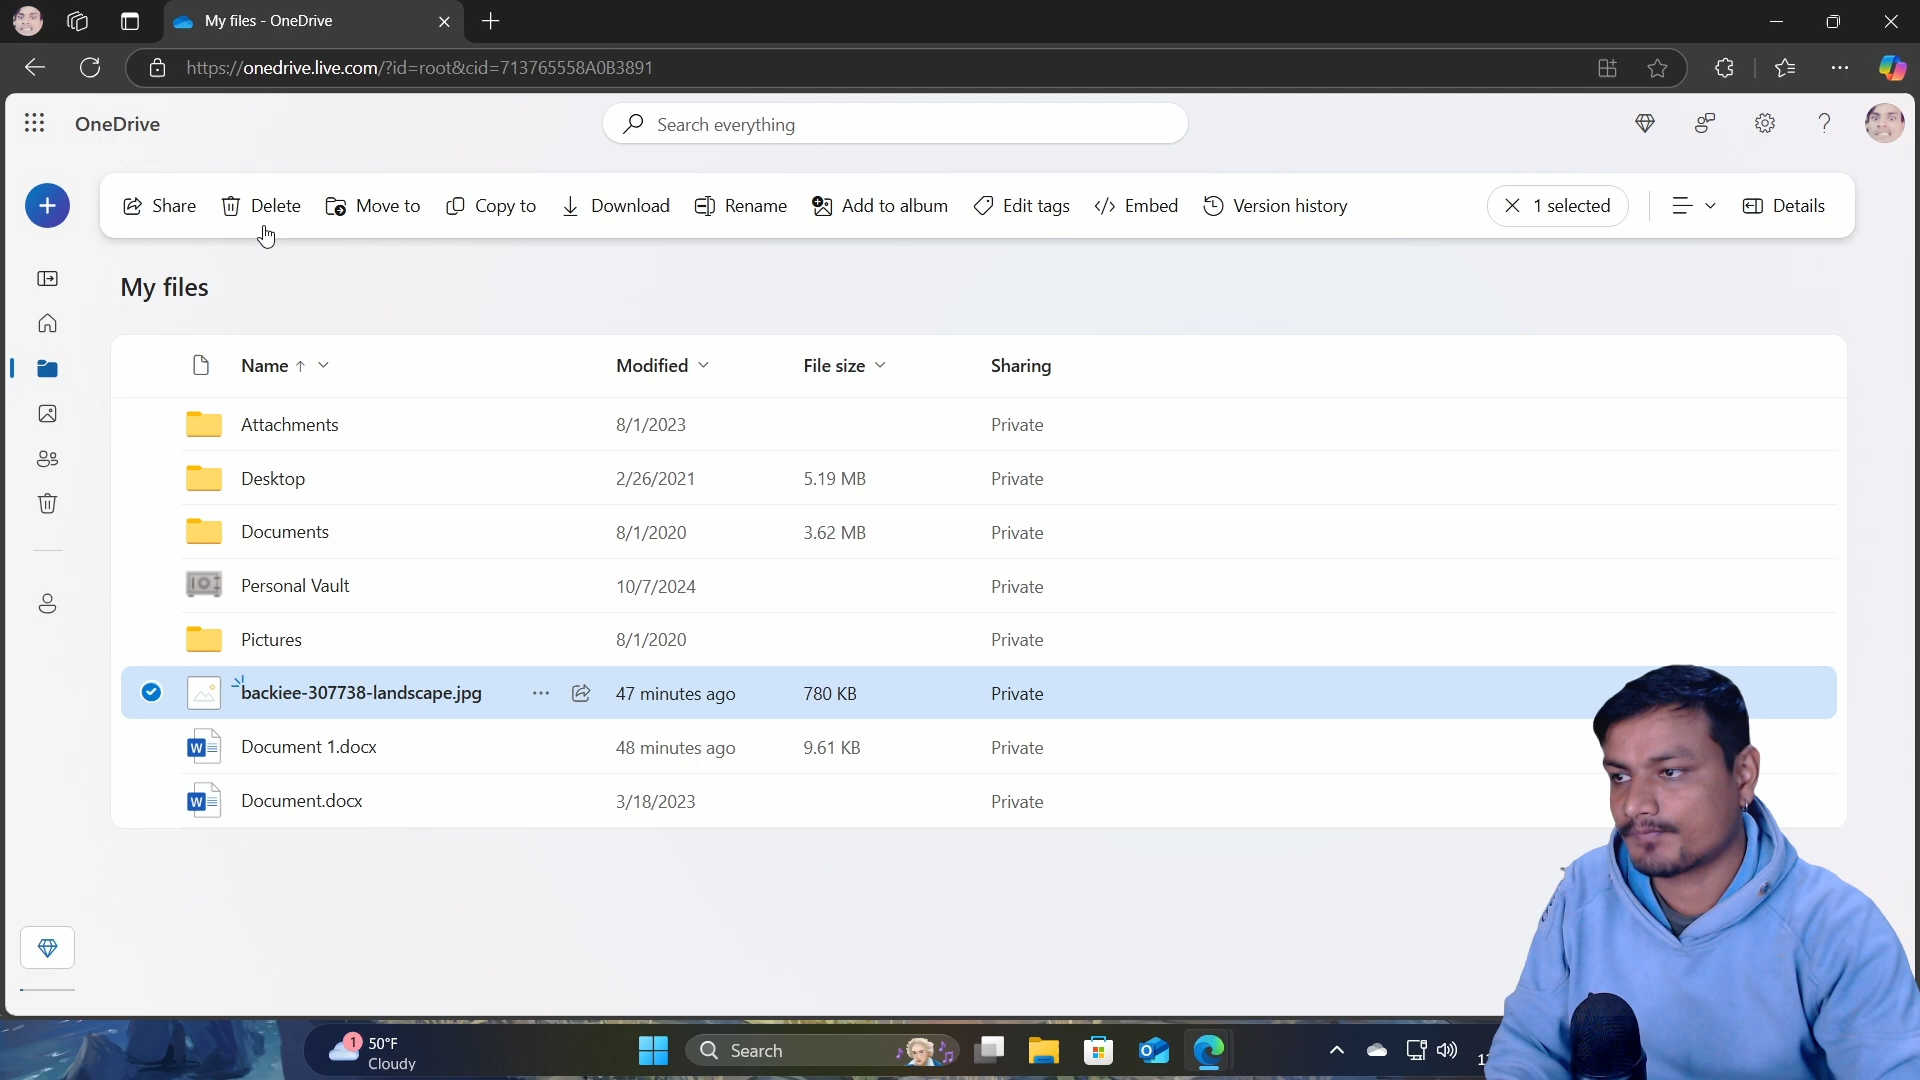 My files - OneDrive
https://onedrive.live.com/?id=root&cid=713765558A0B3891
OneDrive
Search everything
Share
Delete
Move to
Copy to
Download
Rename
Add to album
Edit tags
Embed
Version history
1 selected
Details
My files
Name
Modified
File size
Sharing
Attachments 8/1/2023 Private
Desktop 2/26/2021 5.19 MB Private
Documents 8/1/2020 3.62 MB Private
Personal Vault 10/7/2024 Private
Pictures 8/1/2020 Private
backiee-307738-landscape.jpg 47 minutes ago 780 KB Private
Document 1.docx 48 minutes ago 9.61 KB Private
Document.docx 3/18/2023 Private
1
50°F
Cloudy
Search